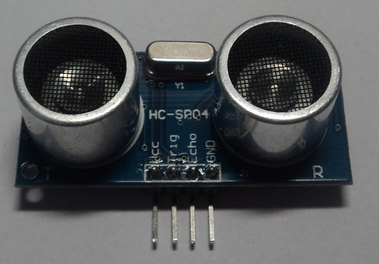 Y1
HC-SR04
Vcc
Trig
Echo
GND
T
R